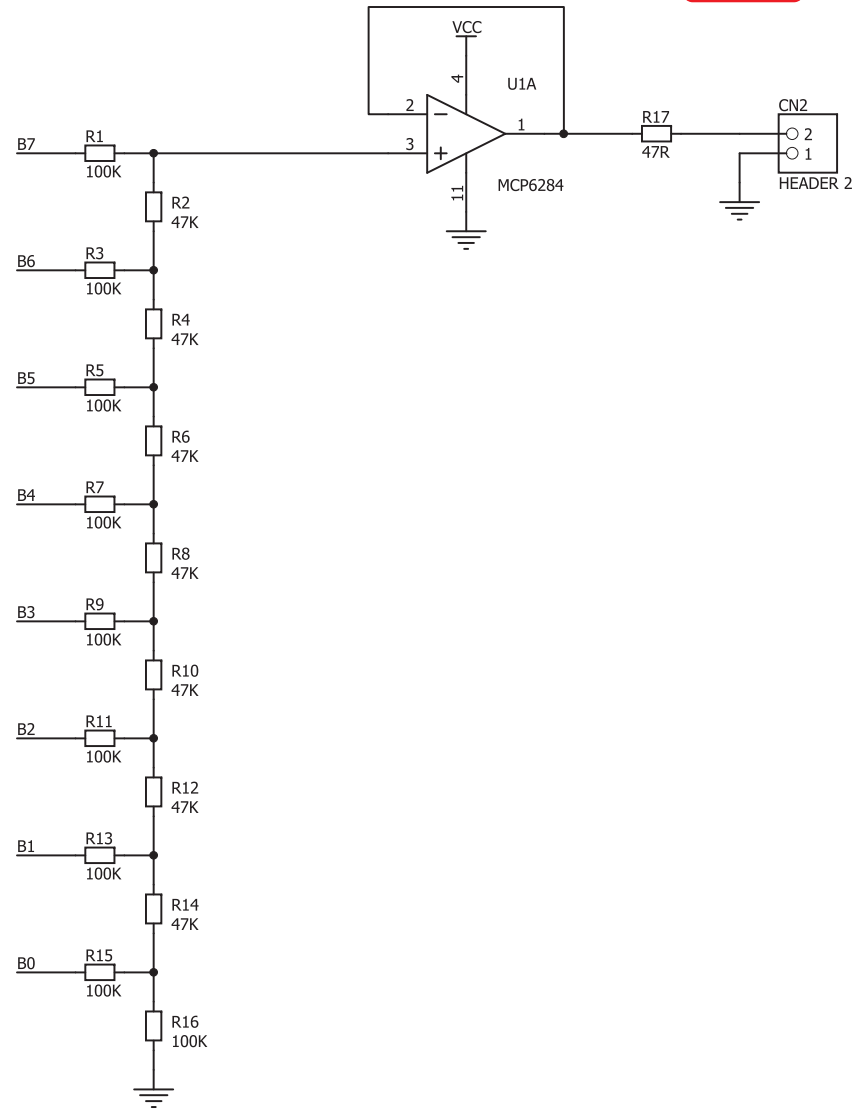 VCC
4
U1A
2
1
3
11
MCP6284
R17
47R
CN2
2
1
HEADER 2
B7
R1
100K
R2
47K
B6
R3
100K
R4
47K
B5
R5
100K
R6
47K
B4
R7
100K
R8
47K
B3
R9
100K
R10
47K
B2
R11
100K
R12
47K
B1
R13
100K
R14
47K
B0
R15
100K
R16
100K